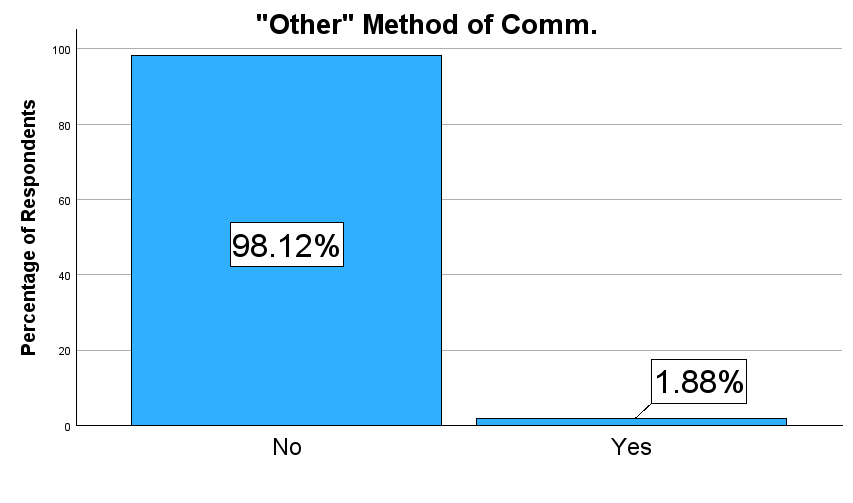 "Other" Method of Comm.
Percentage of Respondents
100
80
60
40
20
0
98.12%
1.88%
No
Yes